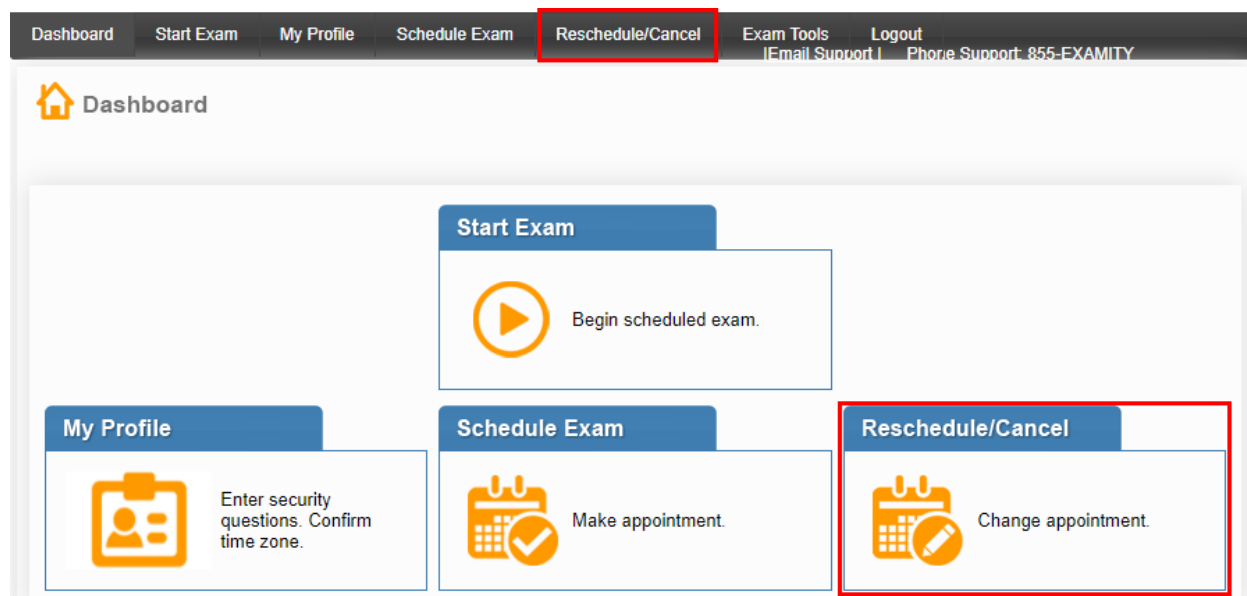 Dashboard Start Exam My Profile Schedule Exam Reschedule/Cancel Exam Tools Logout
|Email Support | Phone Support: 855-EXAMITY
Dashboard
Start Exam
Begin scheduled exam.
My Profile
Enter security
questions. Confirm
time zone.
Schedule Exam
Make appointment.
Reschedule/Cancel
Change appointment.